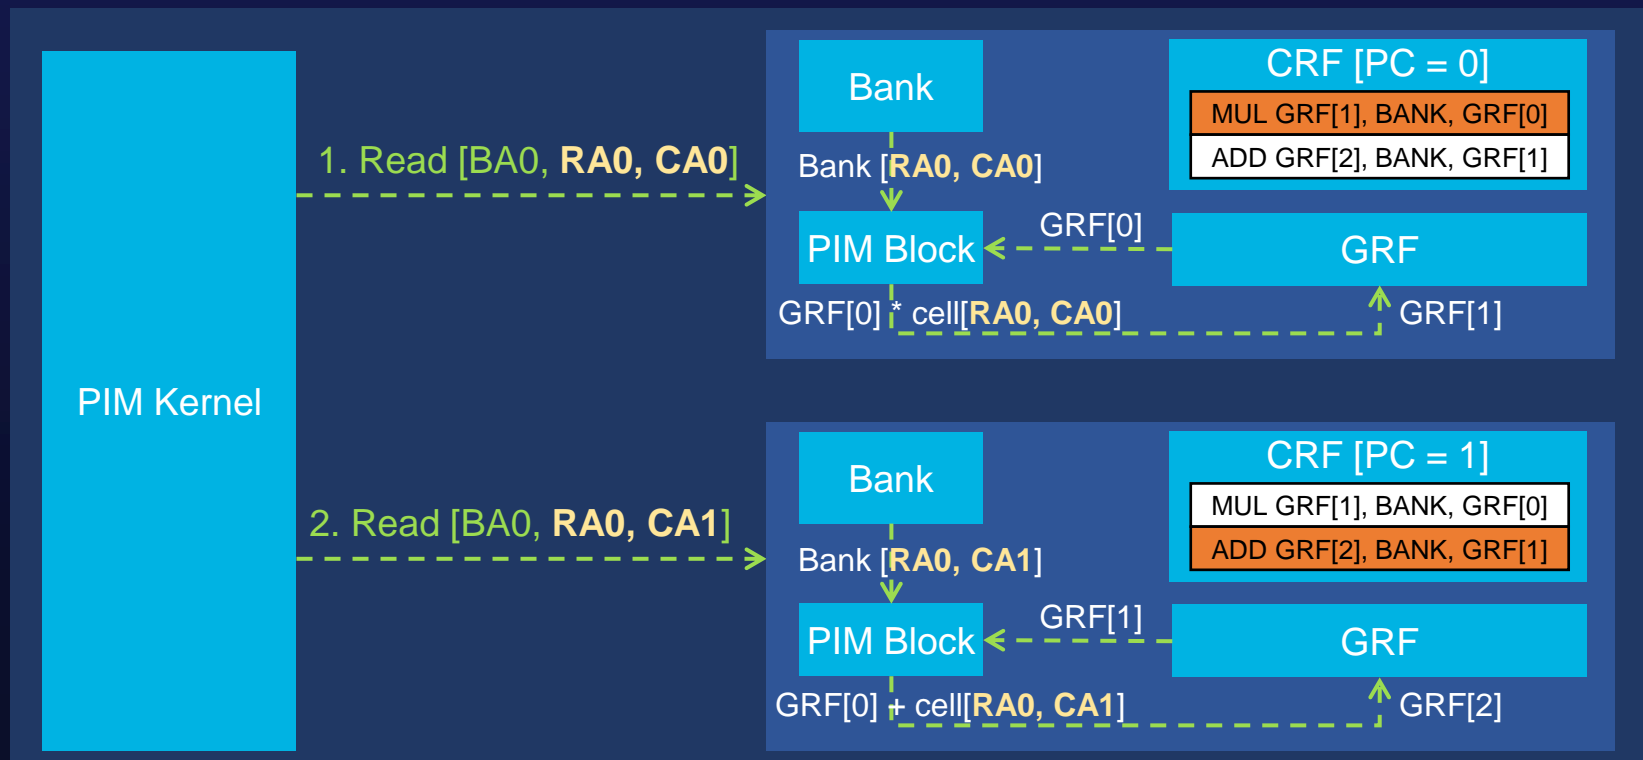 PIM Kernel
1. Read [BA0, RA0, CA0]
Bank
Bank [RA0, CA0]
PIM Block
GRF[0]
GRF[0] * cell[RA0, CA0]
CRF [PC = 0]
MUL GRF[1], BANK, GRF[0]
ADD GRF[2], BANK, GRF[1]
GRF
GRF[1]
2. Read [BA0, RA0, CA1]
Bank
Bank [RA0, CA1]
PIM Block
GRF[1]
GRF[0] + cell[RA0, CA1]
CRF [PC = 1]
MUL GRF[1], BANK, GRF[0]
ADD GRF[2], BANK, GRF[1]
GRF
GRF[2]